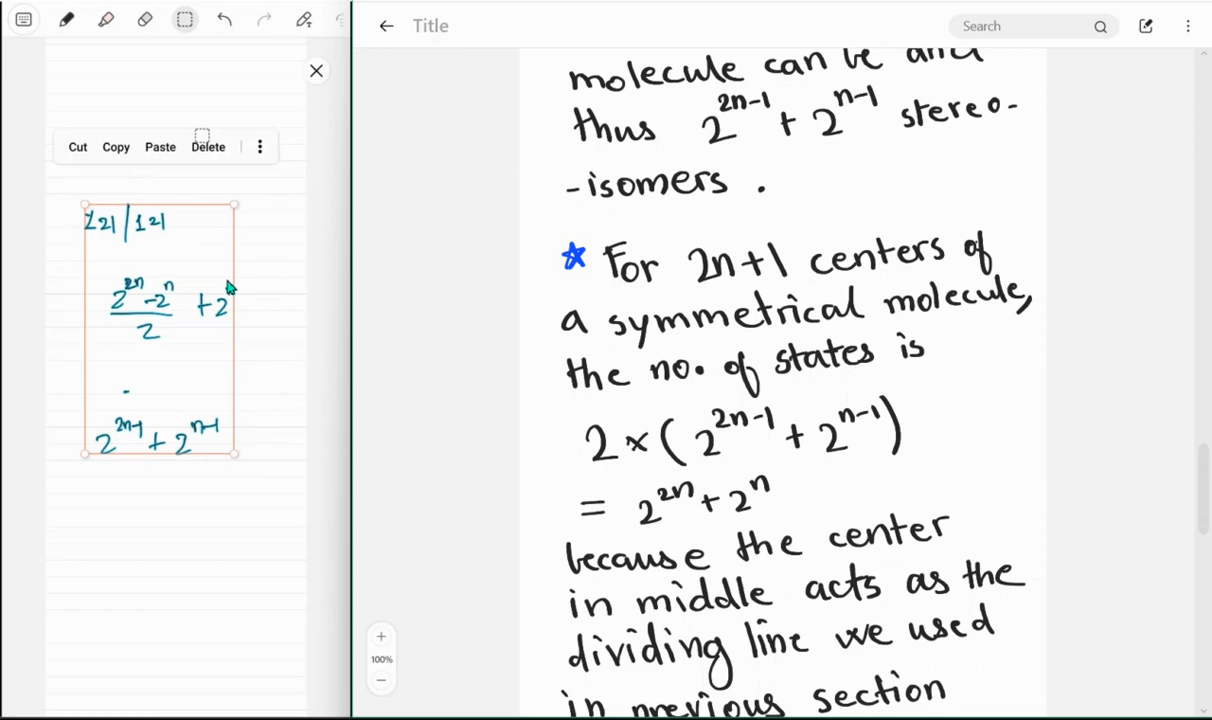 Title
Search
Cut Copy Paste Delete
121 | 121
2^2n - 2^n / 2 + 2
.
2^2n-1 + 2^n-1
molecule can be and
thus 2^2n-1 + 2^n-1 stereo-
-isomers .
* For 2n+1 centers of
a symmetrical molecule,
the no. of states is
2 × ( 2^2n-1 + 2^n-1 )
= 2^2n + 2^n
because the center
in middle acts as the
dividing line we used
in previous section
100%